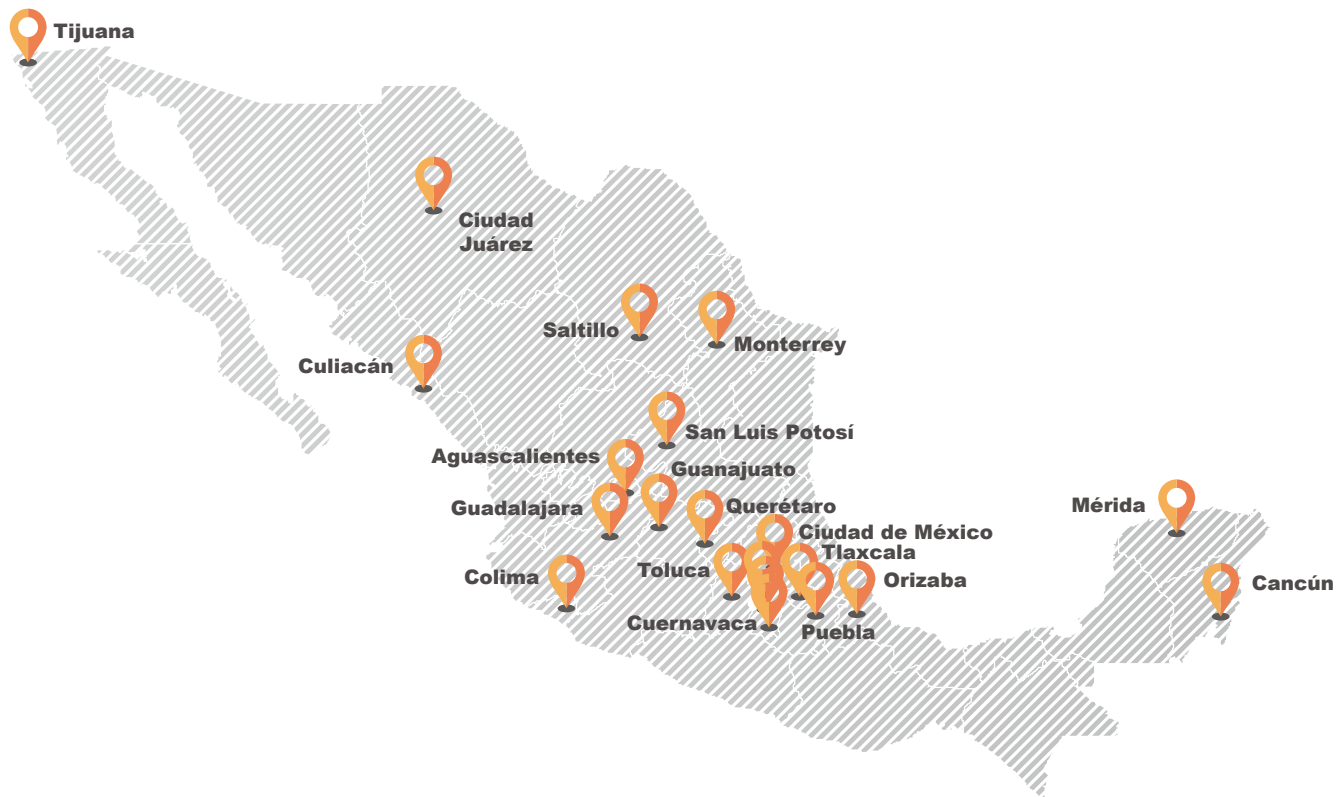 Tijuana
Ciudad
Juárez
Saltillo
Monterrey
Culiacán
San Luis Potosí
Aguascalientes
Guanajuato
Guadalajara
Querétaro
Mérida
Ciudad de México
Tlaxcala
Toluca
Colima
Orizaba
Cancún
Cuernavaca
Puebla